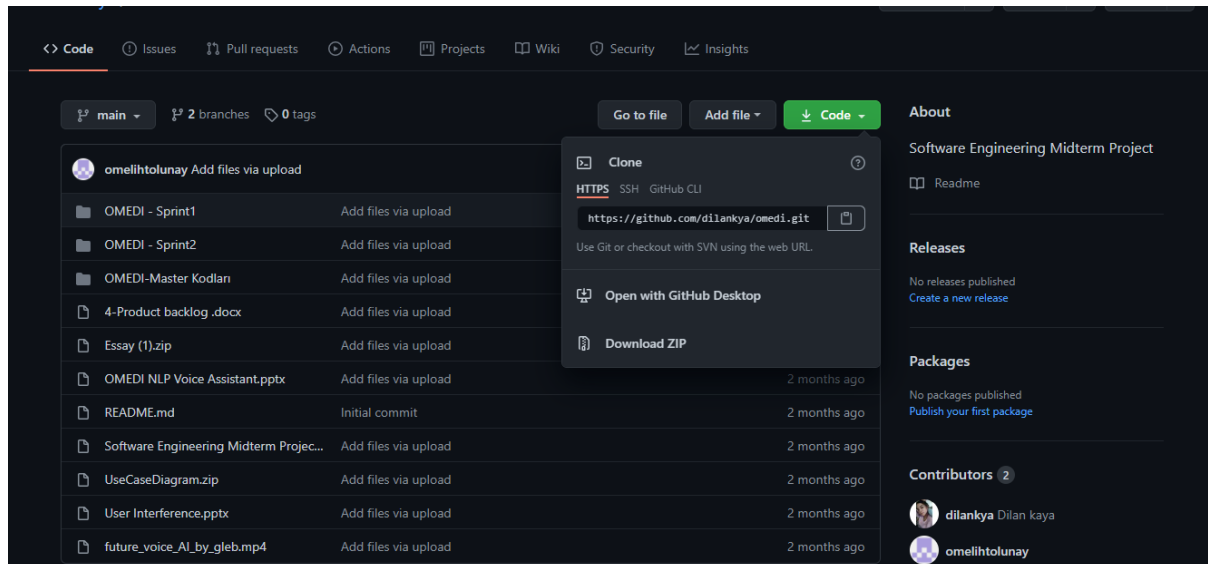 Code Issues Pull requests Actions Projects Wiki Security Insights
main 2 branches 0 tags Go to file Add file Code
omelihtolunay Add files via upload
OMEDI - Sprint1 Add files via upload
OMEDI - Sprint2 Add files via upload
OMEDI-Master Kodları Add files via upload
4-Product backlog .docx Add files via upload
Essay (1).zip Add files via upload
OMEDI NLP Voice Assistant.pptx Add files via upload 2 months ago
README.md Initial commit 2 months ago
Software Engineering Midterm Projec... Add files via upload 2 months ago
UseCaseDiagram.zip Add files via upload 2 months ago
User Interference.pptx Add files via upload 2 months ago
future_voice_AI_by_gleb.mp4 Add files via upload 2 months ago
Clone
HTTPS SSH GitHub CLI
https://github.com/dilankya/omedi.git
Use Git or checkout with SVN using the web URL.
Open with GitHub Desktop
Download ZIP
About
Software Engineering Midterm Project
Readme
Releases
No releases published
Create a new release
Packages
No packages published
Publish your first package
Contributors 2
dilankya Dilan kaya
omelihtolunay